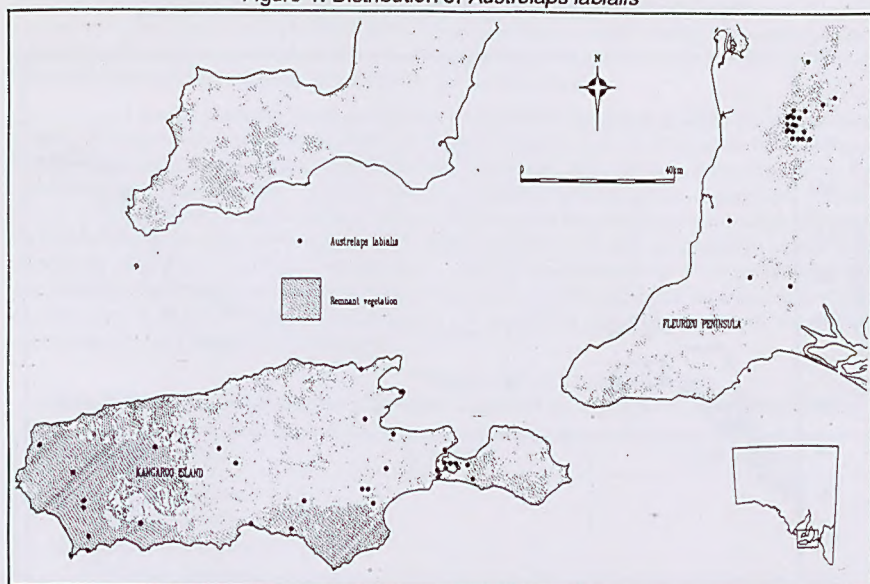 Figure 1. Distribution of Austrelaps labialis
N
0 40km
Austrelaps labialis
Remnant vegetation
FLEURIEU PENINSULA
KANGAROO ISLAND